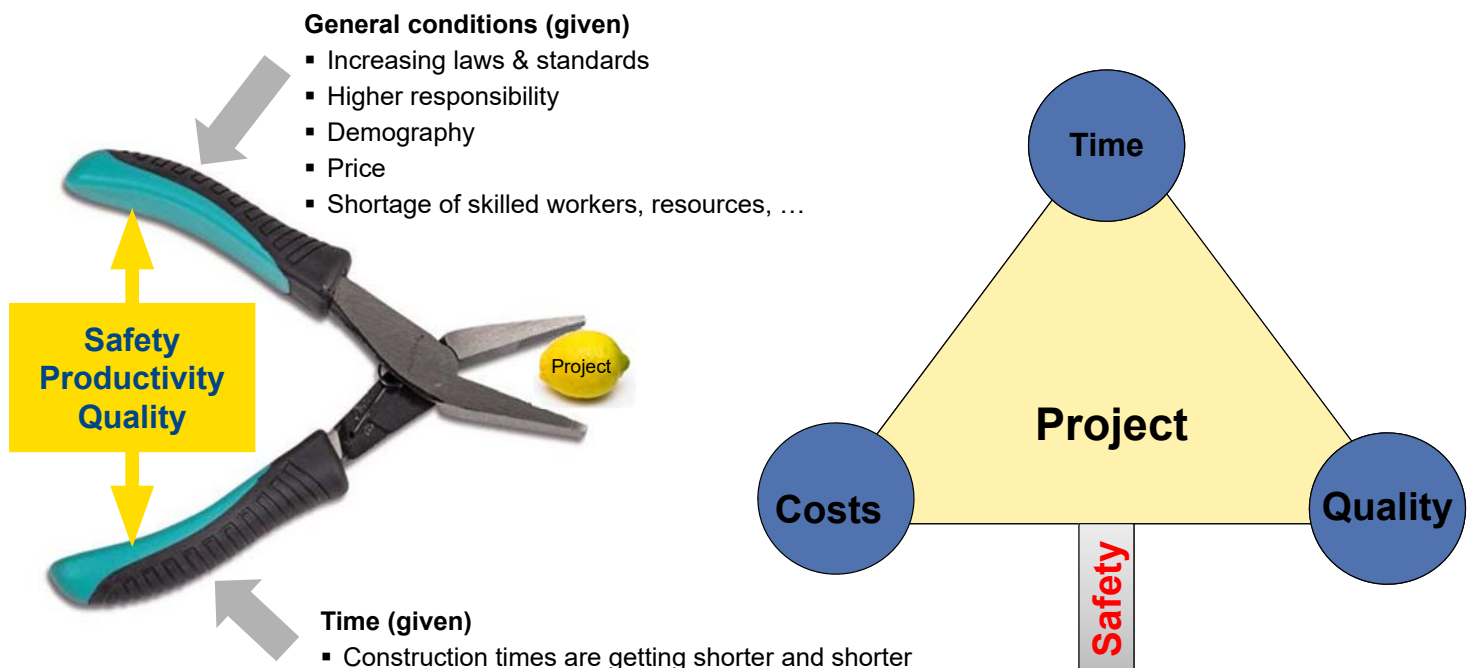 General conditions (given)
▪ Increasing laws & standards
▪ Higher responsibility
▪ Demography
▪ Price
▪ Shortage of skilled workers, resources, …
Safety
Productivity
Quality
Project
Time (given)
▪ Construction times are getting shorter and shorter
Time
Project
Costs
Quality
Safety